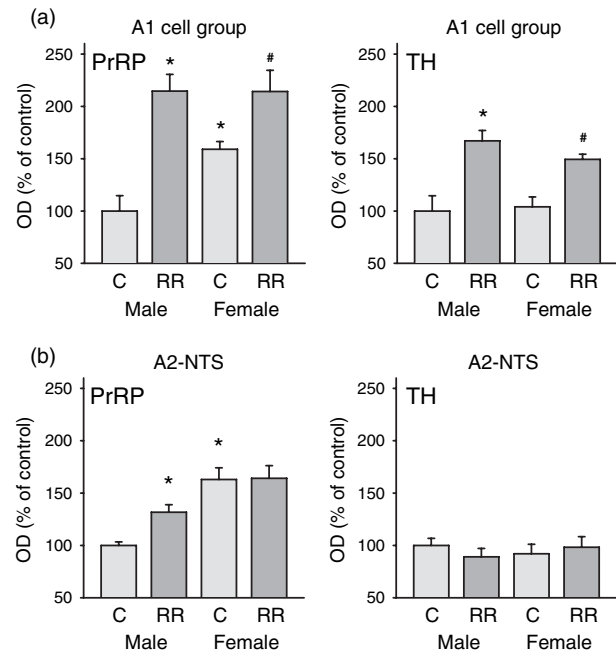 (a)
A1 cell group
PrRP
OD (% of control)
250
200
150
100
50
*
*
#
C RR C RR
Male Female
A1 cell group
TH
OD (% of control)
250
200
150
100
50
*
#
C RR C RR
Male Female
(b)
A2-NTS
PrRP
OD (% of control)
250
200
150
100
50
*
*
C RR C RR
Male Female
A2-NTS
TH
OD (% of control)
250
200
150
100
50
C RR C RR
Male Female